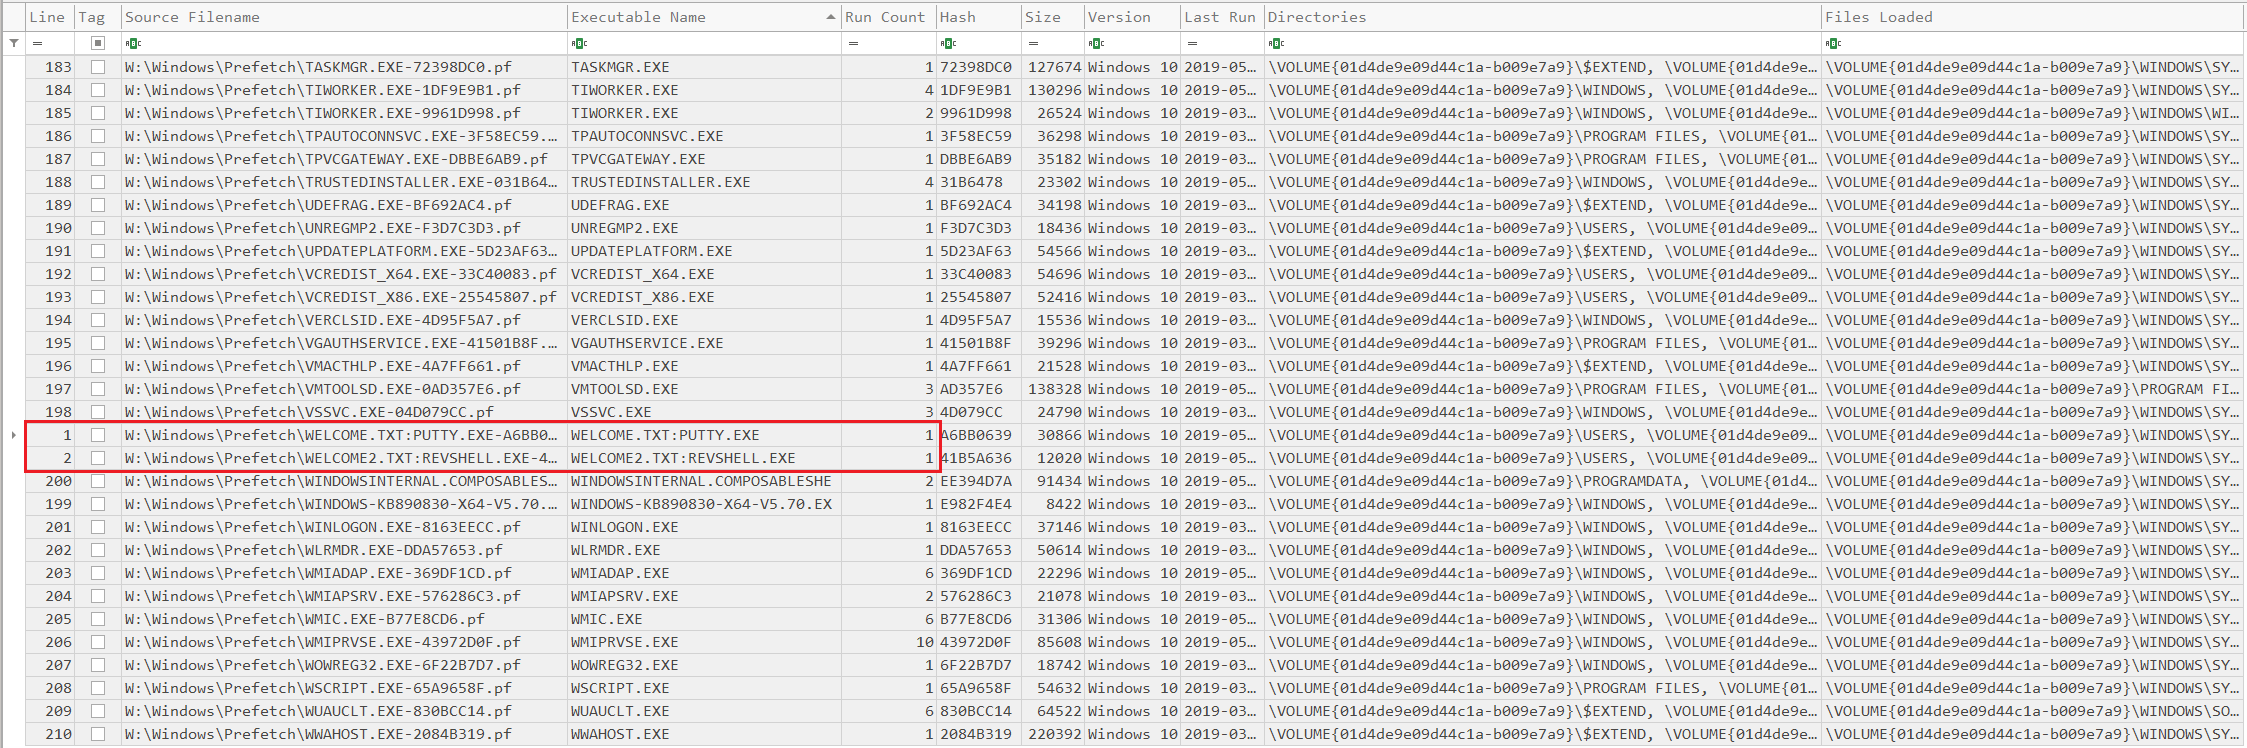 Line Tag Source Filename Executable Name Run Count Hash Size Version Last Run Directories Files Loaded
= ABC ABC = ABC = ABC = ABC ABC
183 W:\Windows\Prefetch\TASKMGR.EXE-72398DC0.pf TASKMGR.EXE 1 72398DC0 127674 Windows 10 2019-05… \VOLUME{01d4de9e09d44c1a-b009e7a9}\$EXTEND, \VOLUME{01d4de9e… \VOLUME{01d4de9e09d44c1a-b009e7a9}\WINDOWS\SY…
184 W:\Windows\Prefetch\TIWORKER.EXE-1DF9E9B1.pf TIWORKER.EXE 4 1DF9E9B1 130296 Windows 10 2019-05… \VOLUME{01d4de9e09d44c1a-b009e7a9}\WINDOWS, \VOLUME{01d4de9e… \VOLUME{01d4de9e09d44c1a-b009e7a9}\WINDOWS\SY…
185 W:\Windows\Prefetch\TIWORKER.EXE-9961D998.pf TIWORKER.EXE 2 9961D998 26524 Windows 10 2019-03… \VOLUME{01d4de9e09d44c1a-b009e7a9}\WINDOWS, \VOLUME{01d4de9e… \VOLUME{01d4de9e09d44c1a-b009e7a9}\WINDOWS\WI…
186 W:\Windows\Prefetch\TPAUTOCONNSVC.EXE-3F58EC59.… TPAUTOCONNSVC.EXE 1 3F58EC59 36298 Windows 10 2019-03… \VOLUME{01d4de9e09d44c1a-b009e7a9}\PROGRAM FILES, \VOLUME{01… \VOLUME{01d4de9e09d44c1a-b009e7a9}\WINDOWS\SY…
187 W:\Windows\Prefetch\TPVCGATEWAY.EXE-DBBE6AB9.pf TPVCGATEWAY.EXE 1 DBBE6AB9 35182 Windows 10 2019-03… \VOLUME{01d4de9e09d44c1a-b009e7a9}\PROGRAM FILES, \VOLUME{01… \VOLUME{01d4de9e09d44c1a-b009e7a9}\WINDOWS\SY…
188 W:\Windows\Prefetch\TRUSTEDINSTALLER.EXE-031B64… TRUSTEDINSTALLER.EXE 4 31B6478 23302 Windows 10 2019-05… \VOLUME{01d4de9e09d44c1a-b009e7a9}\WINDOWS, \VOLUME{01d4de9e… \VOLUME{01d4de9e09d44c1a-b009e7a9}\WINDOWS\SY…
189 W:\Windows\Prefetch\UDEFRAG.EXE-BF692AC4.pf UDEFRAG.EXE 1 BF692AC4 34198 Windows 10 2019-03… \VOLUME{01d4de9e09d44c1a-b009e7a9}\$EXTEND, \VOLUME{01d4de9e… \VOLUME{01d4de9e09d44c1a-b009e7a9}\WINDOWS\SY…
190 W:\Windows\Prefetch\UNREGMP2.EXE-F3D7C3D3.pf UNREGMP2.EXE 1 F3D7C3D3 18436 Windows 10 2019-03… \VOLUME{01d4de9e09d44c1a-b009e7a9}\USERS, \VOLUME{01d4de9e09… \VOLUME{01d4de9e09d44c1a-b009e7a9}\WINDOWS\SY…
191 W:\Windows\Prefetch\UPDATEPLATFORM.EXE-5D23AF63… UPDATEPLATFORM.EXE 1 5D23AF63 54566 Windows 10 2019-05… \VOLUME{01d4de9e09d44c1a-b009e7a9}\$EXTEND, \VOLUME{01d4de9e… \VOLUME{01d4de9e09d44c1a-b009e7a9}\WINDOWS\SY…
192 W:\Windows\Prefetch\VCREDIST_X64.EXE-33C40083.pf VCREDIST_X64.EXE 1 33C40083 54696 Windows 10 2019-03… \VOLUME{01d4de9e09d44c1a-b009e7a9}\USERS, \VOLUME{01d4de9e09… \VOLUME{01d4de9e09d44c1a-b009e7a9}\WINDOWS\SY…
193 W:\Windows\Prefetch\VCREDIST_X86.EXE-25545807.pf VCREDIST_X86.EXE 1 25545807 52416 Windows 10 2019-03… \VOLUME{01d4de9e09d44c1a-b009e7a9}\USERS, \VOLUME{01d4de9e09… \VOLUME{01d4de9e09d44c1a-b009e7a9}\WINDOWS\SY…
194 W:\Windows\Prefetch\VERCLSID.EXE-4D95F5A7.pf VERCLSID.EXE 1 4D95F5A7 15536 Windows 10 2019-03… \VOLUME{01d4de9e09d44c1a-b009e7a9}\WINDOWS, \VOLUME{01d4de9e… \VOLUME{01d4de9e09d44c1a-b009e7a9}\WINDOWS\SY…
195 W:\Windows\Prefetch\VGAUTHSERVICE.EXE-41501B8F.… VGAUTHSERVICE.EXE 1 41501B8F 39296 Windows 10 2019-03… \VOLUME{01d4de9e09d44c1a-b009e7a9}\PROGRAM FILES, \VOLUME{01… \VOLUME{01d4de9e09d44c1a-b009e7a9}\WINDOWS\SY…
196 W:\Windows\Prefetch\VMACTHLP.EXE-4A7FF661.pf VMACTHLP.EXE 1 4A7FF661 21528 Windows 10 2019-03… \VOLUME{01d4de9e09d44c1a-b009e7a9}\$EXTEND, \VOLUME{01d4de9e… \VOLUME{01d4de9e09d44c1a-b009e7a9}\WINDOWS\SY…
197 W:\Windows\Prefetch\VMTOOLSD.EXE-0AD357E6.pf VMTOOLSD.EXE 3 AD357E6 138328 Windows 10 2019-05… \VOLUME{01d4de9e09d44c1a-b009e7a9}\PROGRAM FILES, \VOLUME{01… \VOLUME{01d4de9e09d44c1a-b009e7a9}\PROGRAM FI…
198 W:\Windows\Prefetch\VSSVC.EXE-04D079CC.pf VSSVC.EXE 3 4D079CC 24790 Windows 10 2019-03… \VOLUME{01d4de9e09d44c1a-b009e7a9}\WINDOWS, \VOLUME{01d4de9e… \VOLUME{01d4de9e09d44c1a-b009e7a9}\WINDOWS\SY…
1 W:\Windows\Prefetch\WELCOME.TXT:PUTTY.EXE-A6BB0… WELCOME.TXT:PUTTY.EXE 1 A6BB0639 30866 Windows 10 2019-05… \VOLUME{01d4de9e09d44c1a-b009e7a9}\USERS, \VOLUME{01d4de9e09… \VOLUME{01d4de9e09d44c1a-b009e7a9}\WINDOWS\SY…
2 W:\Windows\Prefetch\WELCOME2.TXT:REVSHELL.EXE-4… WELCOME2.TXT:REVSHELL.EXE 1 41B5A636 12020 Windows 10 2019-05… \VOLUME{01d4de9e09d44c1a-b009e7a9}\USERS, \VOLUME{01d4de9e09… \VOLUME{01d4de9e09d44c1a-b009e7a9}\WINDOWS\SY…
200 W:\Windows\Prefetch\WINDOWSINTERNAL.COMPOSABLES… WINDOWSINTERNAL.COMPOSABLESHE 2 EE394D7A 91434 Windows 10 2019-05… \VOLUME{01d4de9e09d44c1a-b009e7a9}\PROGRAMDATA, \VOLUME{01d4… \VOLUME{01d4de9e09d44c1a-b009e7a9}\WINDOWS\SY…
199 W:\Windows\Prefetch\WINDOWS-KB890830-X64-V5.70.… WINDOWS-KB890830-X64-V5.70.EX 1 E982F4E4 8422 Windows 10 2019-03… \VOLUME{01d4de9e09d44c1a-b009e7a9}\WINDOWS, \VOLUME{01d4de9e… \VOLUME{01d4de9e09d44c1a-b009e7a9}\WINDOWS\SY…
201 W:\Windows\Prefetch\WINLOGON.EXE-8163EECC.pf WINLOGON.EXE 1 8163EECC 37146 Windows 10 2019-03… \VOLUME{01d4de9e09d44c1a-b009e7a9}\WINDOWS, \VOLUME{01d4de9e… \VOLUME{01d4de9e09d44c1a-b009e7a9}\WINDOWS\SY…
202 W:\Windows\Prefetch\WLRMDR.EXE-DDA57653.pf WLRMDR.EXE 1 DDA57653 50614 Windows 10 2019-03… \VOLUME{01d4de9e09d44c1a-b009e7a9}\WINDOWS, \VOLUME{01d4de9e… \VOLUME{01d4de9e09d44c1a-b009e7a9}\WINDOWS\SY…
203 W:\Windows\Prefetch\WMIADAP.EXE-369DF1CD.pf WMIADAP.EXE 6 369DF1CD 22296 Windows 10 2019-05… \VOLUME{01d4de9e09d44c1a-b009e7a9}\WINDOWS, \VOLUME{01d4de9e… \VOLUME{01d4de9e09d44c1a-b009e7a9}\WINDOWS\SY…
204 W:\Windows\Prefetch\WMIAPSRV.EXE-576286C3.pf WMIAPSRV.EXE 2 576286C3 21078 Windows 10 2019-05… \VOLUME{01d4de9e09d44c1a-b009e7a9}\WINDOWS, \VOLUME{01d4de9e… \VOLUME{01d4de9e09d44c1a-b009e7a9}\WINDOWS\SY…
205 W:\Windows\Prefetch\WMIC.EXE-B77E8CD6.pf WMIC.EXE 6 B77E8CD6 31306 Windows 10 2019-03… \VOLUME{01d4de9e09d44c1a-b009e7a9}\WINDOWS, \VOLUME{01d4de9e… \VOLUME{01d4de9e09d44c1a-b009e7a9}\WINDOWS\SY…
206 W:\Windows\Prefetch\WMIPRVSE.EXE-43972D0F.pf WMIPRVSE.EXE 10 43972D0F 85608 Windows 10 2019-05… \VOLUME{01d4de9e09d44c1a-b009e7a9}\WINDOWS, \VOLUME{01d4de9e… \VOLUME{01d4de9e09d44c1a-b009e7a9}\WINDOWS\SY…
207 W:\Windows\Prefetch\WOWREG32.EXE-6F22B7D7.pf WOWREG32.EXE 1 6F22B7D7 18742 Windows 10 2019-03… \VOLUME{01d4de9e09d44c1a-b009e7a9}\WINDOWS, \VOLUME{01d4de9e… \VOLUME{01d4de9e09d44c1a-b009e7a9}\WINDOWS\SY…
208 W:\Windows\Prefetch\WSCRIPT.EXE-65A9658F.pf WSCRIPT.EXE 1 65A9658F 54632 Windows 10 2019-03… \VOLUME{01d4de9e09d44c1a-b009e7a9}\PROGRAM FILES, \VOLUME{01… \VOLUME{01d4de9e09d44c1a-b009e7a9}\WINDOWS\SY…
209 W:\Windows\Prefetch\WUAUCLT.EXE-830BCC14.pf WUAUCLT.EXE 6 830BCC14 64522 Windows 10 2019-03… \VOLUME{01d4de9e09d44c1a-b009e7a9}\$EXTEND, \VOLUME{01d4de9e… \VOLUME{01d4de9e09d44c1a-b009e7a9}\WINDOWS\SO…
210 W:\Windows\Prefetch\WWAHOST.EXE-2084B319.pf WWAHOST.EXE 1 2084B319 220392 Windows 10 2019-03… \VOLUME{01d4de9e09d44c1a-b009e7a9}\$EXTEND, \VOLUME{01d4de9e… \VOLUME{01d4de9e09d44c1a-b009e7a9}\WINDOWS\SY…